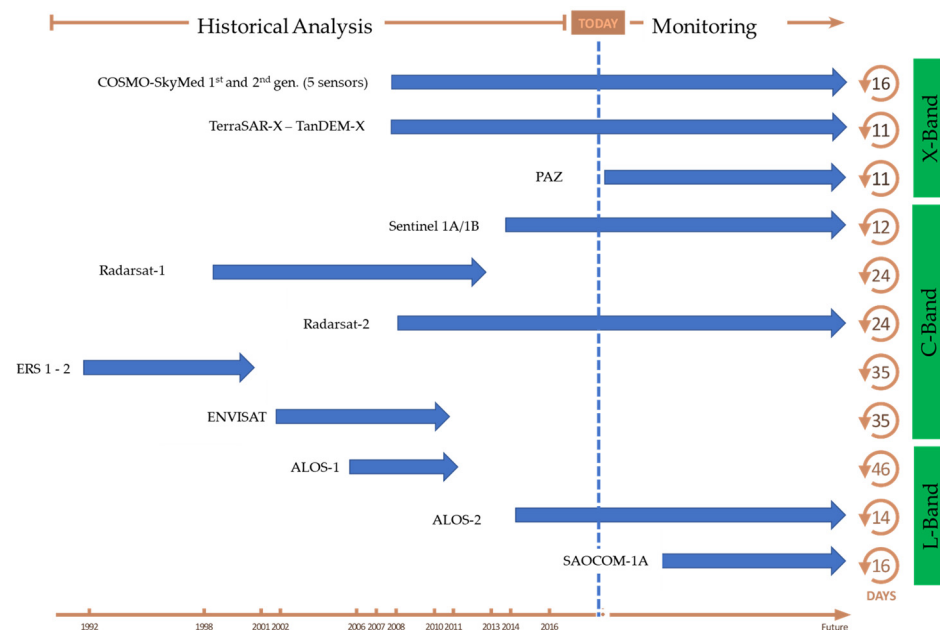 Historical Analysis
TODAY
Monitoring
COSMO-SkyMed 1st and 2nd gen. (5 sensors)
16
TerraSAR-X – TanDEM-X
11
PAZ
11
X-Band
Sentinel 1A/1B
12
Radarsat-1
24
Radarsat-2
24
ERS 1 - 2
35
ENVISAT
35
C-Band
ALOS-1
46
ALOS-2
14
SAOCOM-1A
16
L-Band
DAYS
1992 1998 2001 2002 2006 2007 2008 2010 2011 2013 2014 2016 Future